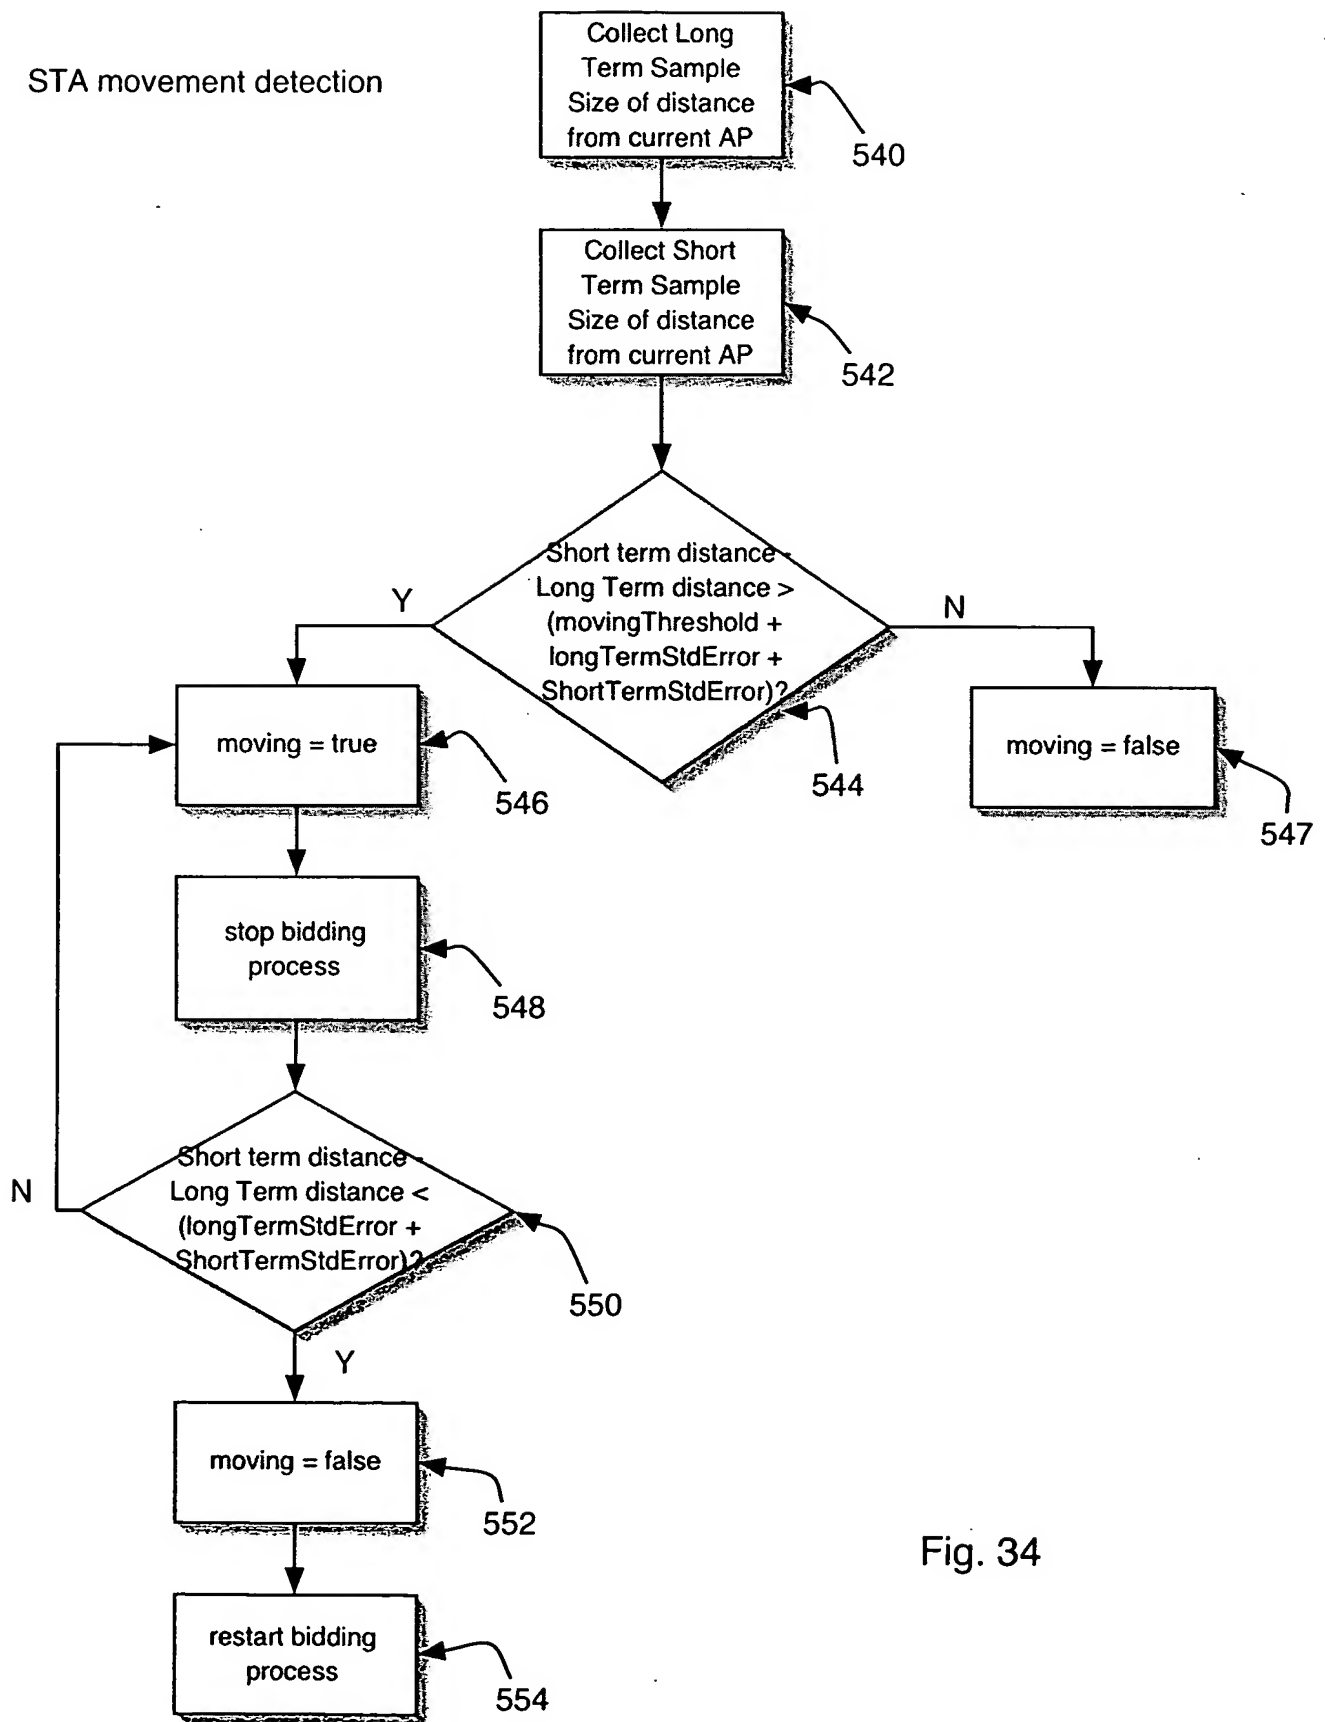 STA movement detection
Collect Long
Term Sample
Size of distance
from current AP
540
Collect Short
Term Sample
Size of distance
from current AP
542
Short term distance -
Long Term distance >
(movingThreshold +
longTermStdError +
ShortTermStdError)?
Y
N
544
moving = true
546
moving = false
547
stop bidding
process
548
Short term distance -
Long Term distance <
(longTermStdError +
ShortTermStdError)?
N
550
Y
moving = false
552
Fig. 34
restart bidding
process
554